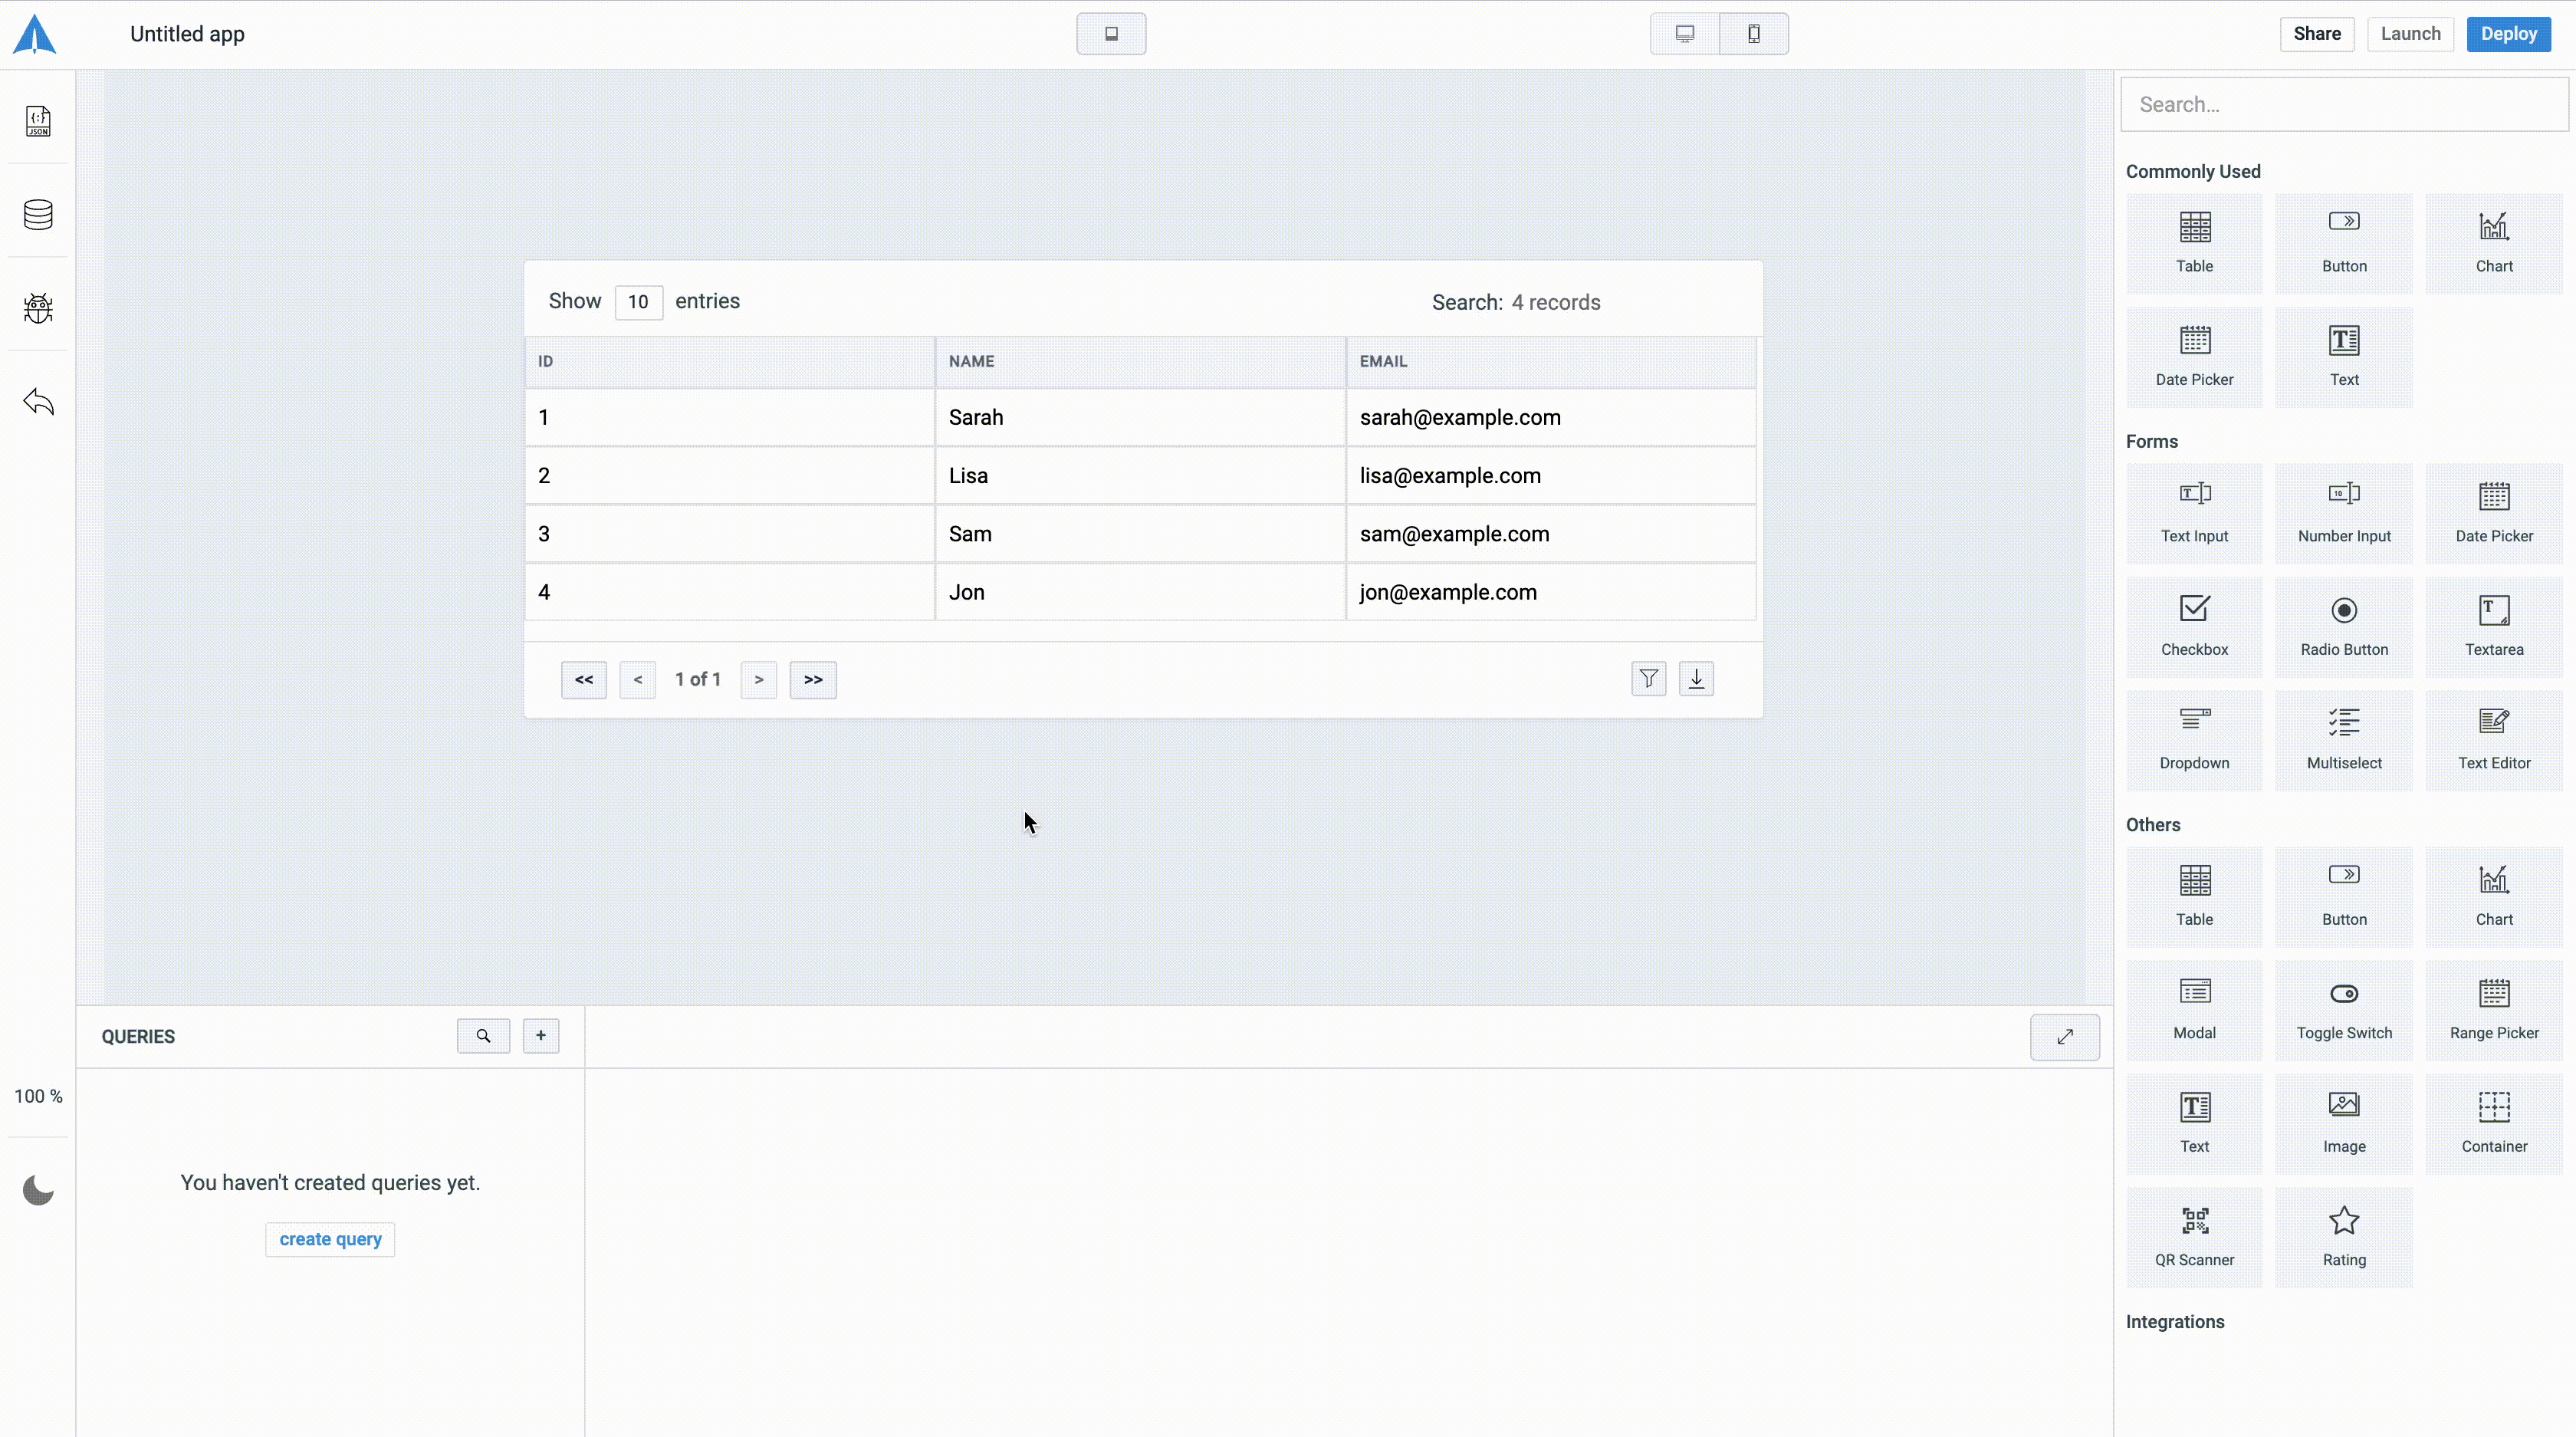 Untitled app
Share Launch Deploy
JSON
Search...
Commonly Used
Table Button Chart
Date Picker Text
Forms
Text Input Number Input Date Picker
Checkbox Radio Button Textarea
Dropdown Multiselect Text Editor
Others
Table Button Chart
Modal Toggle Switch Range Picker
Text Image Container
QR Scanner Rating
Integrations
Show 10 entries Search: 4 records
ID NAME EMAIL
1 Sarah sarah@example.com
2 Lisa lisa@example.com
3 Sam sam@example.com
4 Jon jon@example.com
<< < 1 of 1 > >>
QUERIES +
100 %
You haven't created queries yet.
create query